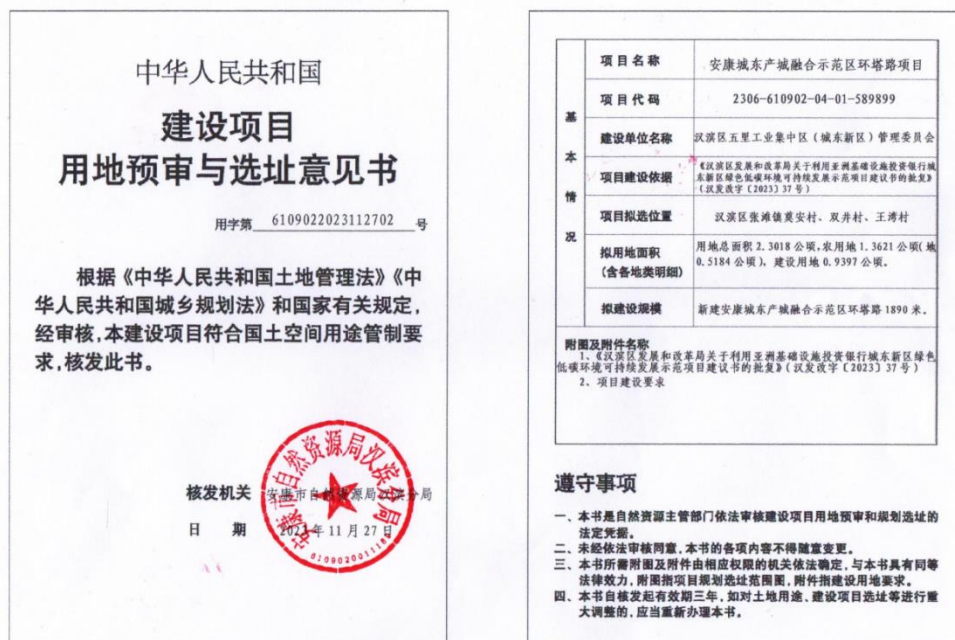 中华人民共和国
建设项目
用地预审与选址意见书
用字第 6109022023112702 号
根据《中华人民共和国土地管理法》《中
华人民共和国城乡规划法》和国家有关规定，
经审核，本建设项目符合国土空间用途管制要
求，核发此书。
核发机关 安康市自然资源局汉滨分局
日 期 2023年11月27日
安康市自然资源局汉滨分局
基本情况
项目名称 安康城东产城融合示范区环塔路项目
项目代码 2306-610902-04-01-589899
建设单位名称 汉滨区五里工业集中区（城东新区）管理委员会
项目建设依据 《汉滨区发展和改革局关于利用亚洲基础设施投资银行城
东新区绿色低碳环境可持续发展示范项目建议书的批复》
（汉发改字〔2023〕37号）
项目拟选位置 汉滨区张滩镇奠安村、双井村、王湾村
拟用地面积
（含各地类明细）
用地总面积2.3018公顷，农用地1.3621公顷（地
0.5184公顷），建设用地0.9397公顷。
拟建设规模 新建安康城东产城融合示范区环塔路1890米。
附图及附件名称
1、《汉滨区发展和改革局关于利用亚洲基础设施投资银行城东新区绿色
低碳环境可持续发展示范项目建议书的批复》（汉发改字〔2023〕37号）
2、项目建设要求
遵守事项
一、本书是自然资源主管部门依法审核建设项目用地预审和规划选址的
法定凭据。
二、未经依法审核同意，本书的各项内容不得随意变更。
三、本书所需附图及附件由相应权限的机关依法确定，与本书具有同等
法律效力，附图指项目规划选址范围图，附件指建设用地要求。
四、本书自核发起有效期三年，如对土地用途、建设项目选址等进行重
大调整的，应当重新办理本书。